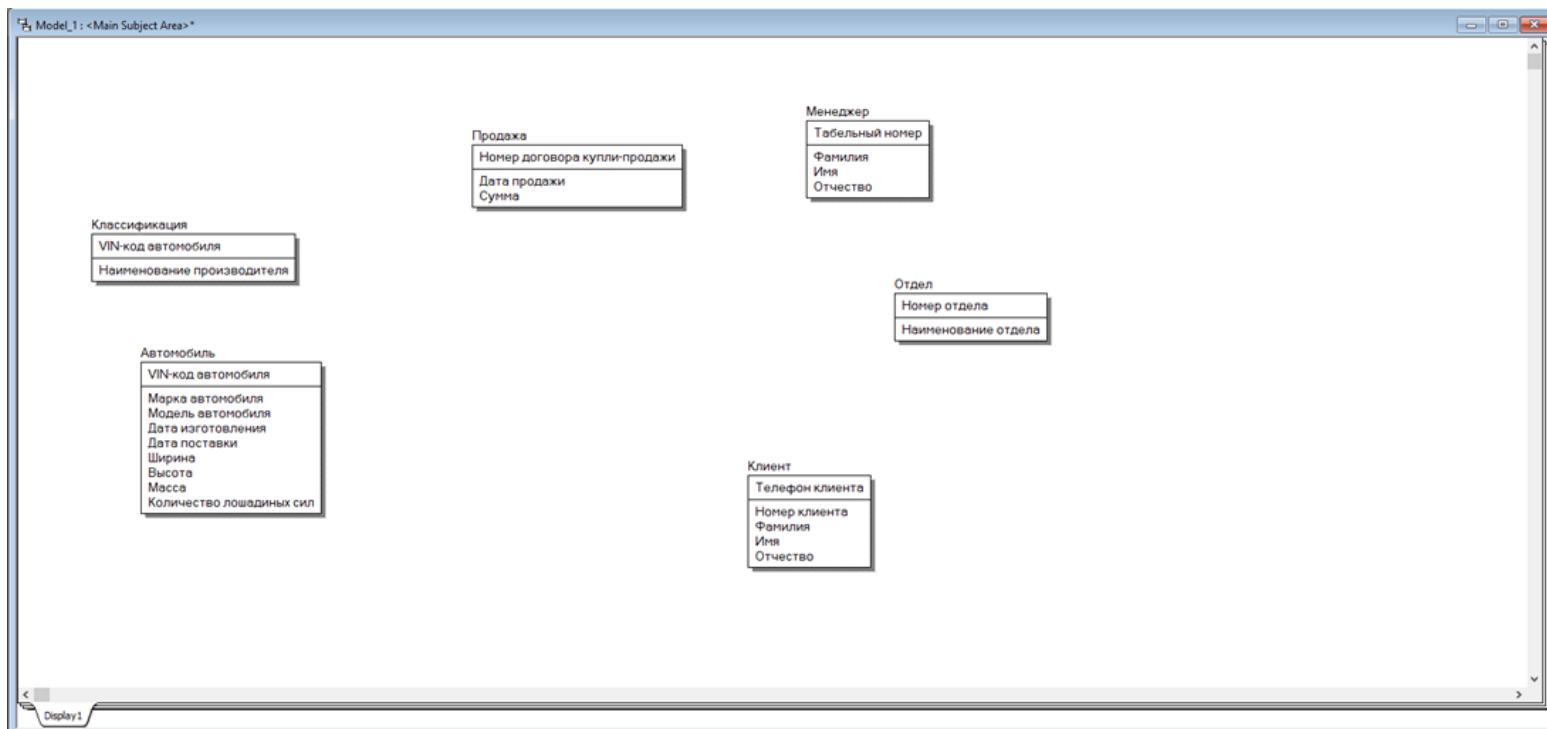 Model_1 : <Main Subject Area>*
Менеджер
Табельный номер
Фамилия
Имя
Отчество
Продажа
Номер договора купли-продажи
Дата продажи
Сумма
Классификация
VIN-код автомобиля
Наименование производителя
Отдел
Номер отдела
Наименование отдела
Автомобиль
VIN-код автомобиля
Марка автомобиля
Модель автомобиля
Дата изготовления
Дата поставки
Ширина
Высота
Масса
Количество лошадиных сил
Клиент
Телефон клиента
Номер клиента
Фамилия
Имя
Отчество
Display1